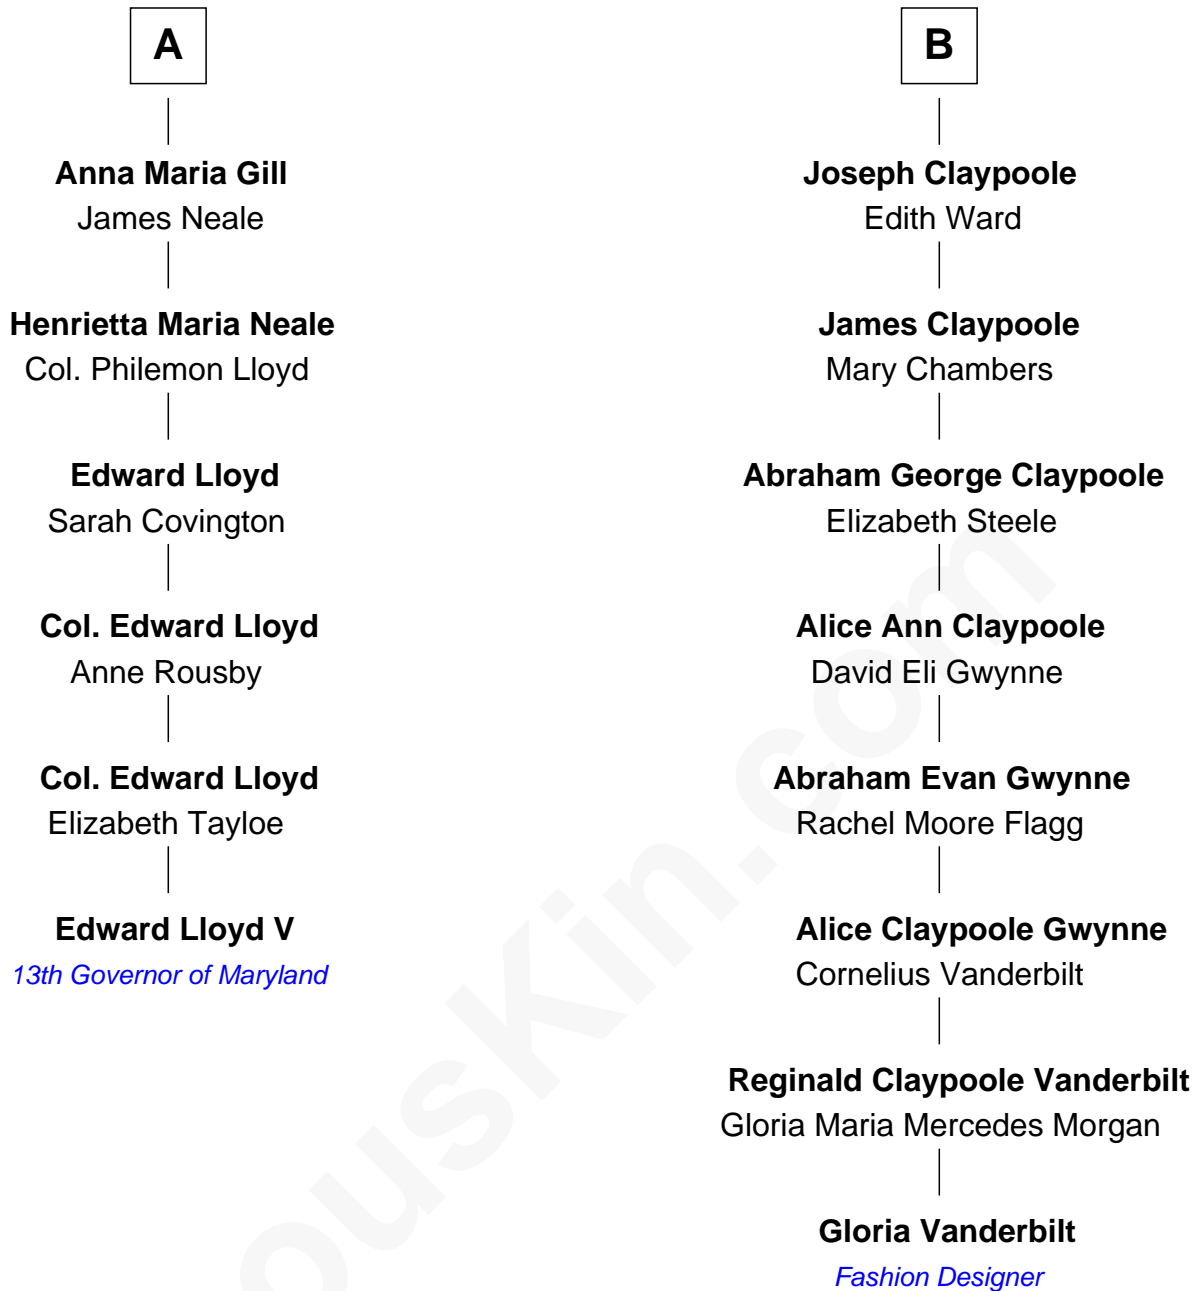 A
Anna Maria Gill
James Neale
Henrietta Maria Neale
Col. Philemon Lloyd
Edward Lloyd
Sarah Covington
Col. Edward Lloyd
Anne Rousby
Col. Edward Lloyd
Elizabeth Tayloe
Edward Lloyd V
13th Governor of Maryland
B
Joseph Claypoole
Edith Ward
James Claypoole
Mary Chambers
Abraham George Claypoole
Elizabeth Steele
Alice Ann Claypoole
David Eli Gwynne
Abraham Evan Gwynne
Rachel Moore Flagg
Alice Claypoole Gwynne
Cornelius Vanderbilt
Reginald Claypoole Vanderbilt
Gloria Maria Mercedes Morgan
Gloria Vanderbilt
Fashion Designer
ousKin.com